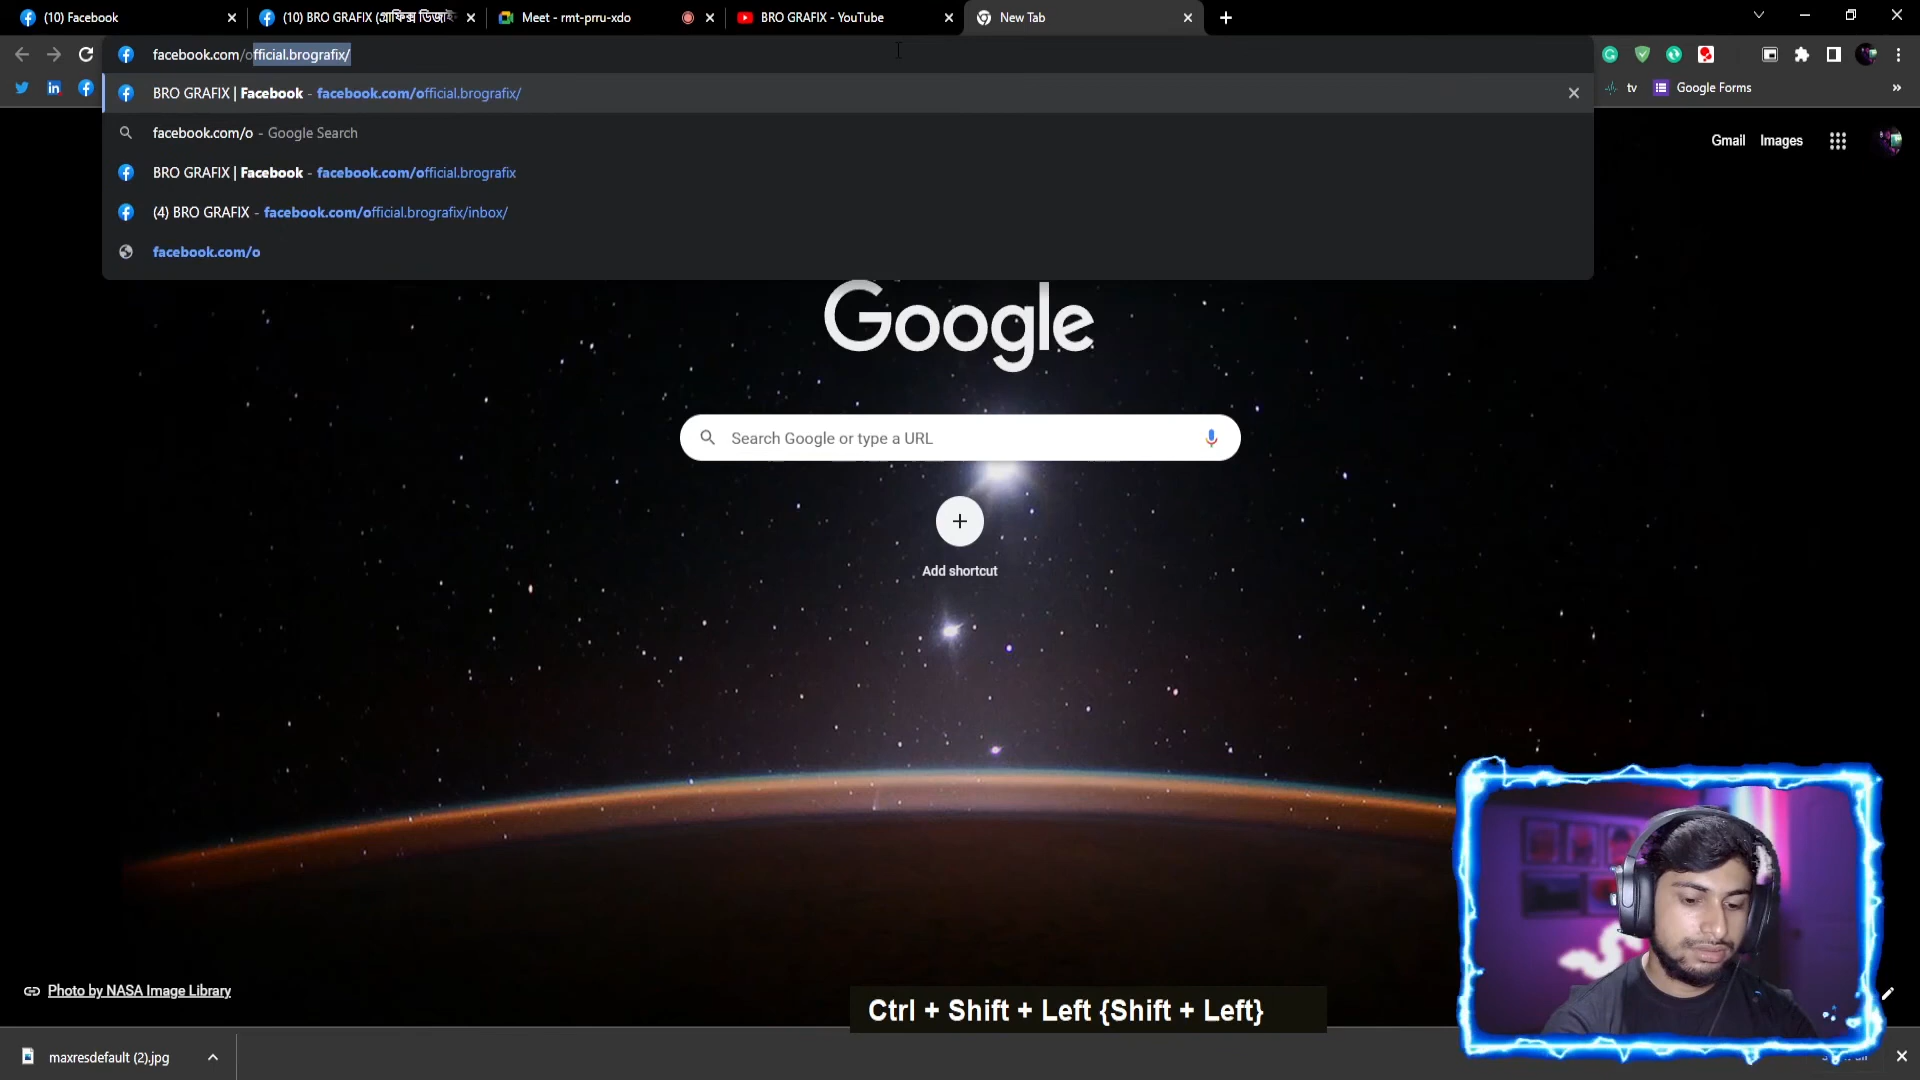 (10) Facebook
(10) BRO GRAFIX (গ্রাফিক্স ডিজাই
Meet - rmt-prru-xdo
BRO GRAFIX - YouTube
New Tab
facebook.com/official.brografix/
BRO GRAFIX | Facebook - facebook.com/official.brografix/
facebook.com/o - Google Search
BRO GRAFIX | Facebook - facebook.com/official.brografix
(4) BRO GRAFIX - facebook.com/official.brografix/inbox/
facebook.com/o
tv
Google Forms
Gmail
Images
Google
Search Google or type a URL
Add shortcut
Photo by NASA Image Library
Ctrl + Shift + Left {Shift + Left}
maxresdefault (2).jpg